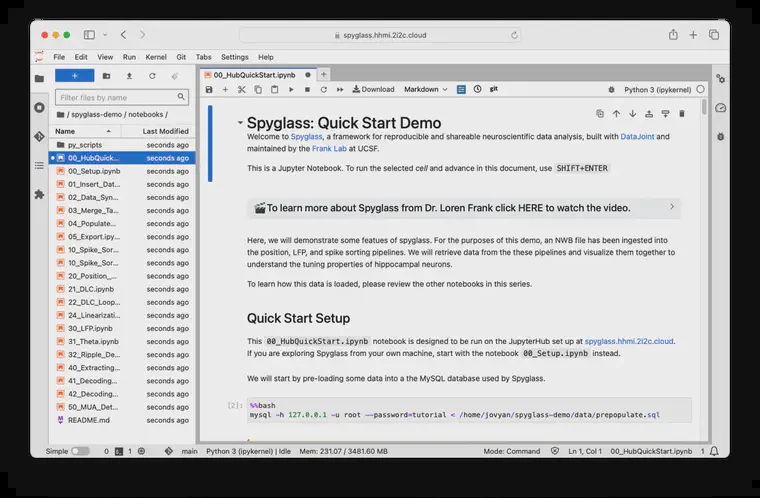 spyglass.hhmi.2i2c.cloud
File Edit View Run Kernel Git Tabs Settings Help
Filter files by name
/ spyglass-demo / notebooks /
Name Last Modified
py_scripts seconds ago
00_HubQuick... seconds ago
00_Setup.ipynb seconds ago
01_Insert_Dat... seconds ago
02_Data_Syn... seconds ago
03_Merge_Ta... seconds ago
04_Populate... seconds ago
05_Export.ipy... seconds ago
10_Spike_Sor... seconds ago
10_Spike_Sor... seconds ago
20_Position_... seconds ago
21_DLC.ipynb seconds ago
22_DLC_Loop... seconds ago
24_Linearizati... seconds ago
30_LFP.ipynb seconds ago
31_Theta.ipynb seconds ago
32_Ripple_De... seconds ago
40_Extracting... seconds ago
41_Decoding... seconds ago
42_Decoding... seconds ago
50_MUA_Det... seconds ago
README.md seconds ago
00_HubQuickStart.ipynb
Download Markdown git Python 3 (ipykernel)
Spyglass: Quick Start Demo
Welcome to Spyglass, a framework for reproducible and shareable neuroscientific data analysis, built with DataJoint and
maintained by the Frank Lab at UCSF.
This is a Jupyter Notebook. To run the selected cell and advance in this document, use SHIFT+ENTER
To learn more about Spyglass from Dr. Loren Frank click HERE to watch the video.
Here, we will demonstrate some featues of spyglass. For the purposes of this demo, an NWB file has been ingested into
the position, LFP, and spike sorting pipelines. We will retrieve data from the these pipelines and visualize them together to
understand the tuning properties of hippocampal neurons.
To learn how this data is loaded, please review the other notebooks in this series.
Quick Start Setup
This 00_HubQuickStart.ipynb notebook is designed to be run on the JupyterHub set up at spyglass.hhmi.2i2c.cloud.
If you are exploring Spyglass from your own machine, start with the notebook 00_Setup.ipynb instead.
We will start by pre-loading some data into a the MySQL database used by Spyglass.
[2]: %%bash
mysql -h 127.0.0.1 -u root --password=tutorial < /home/jovyan/spyglass-demo/data/prepopulate.sql
Simple 0 1 main Python 3 (ipykernel) | Idle Mem: 231.07 / 3481.60 MB Mode: Command Ln 1, Col 1 00_HubQuickStart.ipynb 1